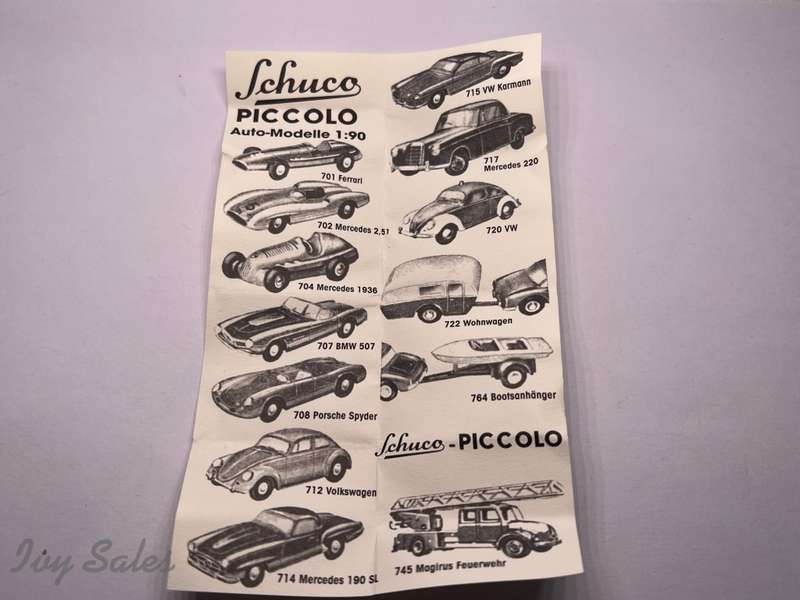 Schuco
PICCOLO
Auto-Modelle 1:90
701 Ferrari
702 Mercedes 2,5l
704 Mercedes 1936
707 BMW 507
708 Porsche Spyder
712 Volkswagen
714 Mercedes 190 SL
715 VW Karmann
717
Mercedes 220
720 VW
722 Wohnwagen
764 Bootsanhänger
Schuco-PICCOLO
745 Magirus Feuerwehr
Ivy Sales